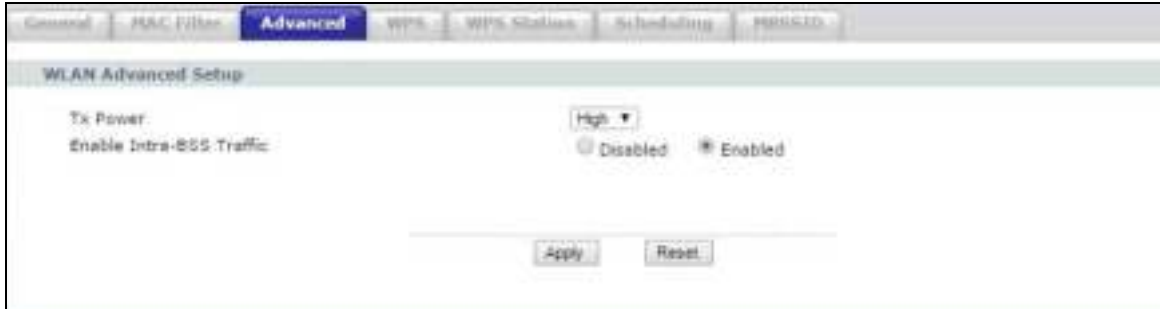 General MAC Filter Advanced WPS WPS Station Scheduling MBSSID
WLAN Advanced Setup
Tx Power High
Enable Intra-BSS Traffic Disabled Enabled
Apply Reset